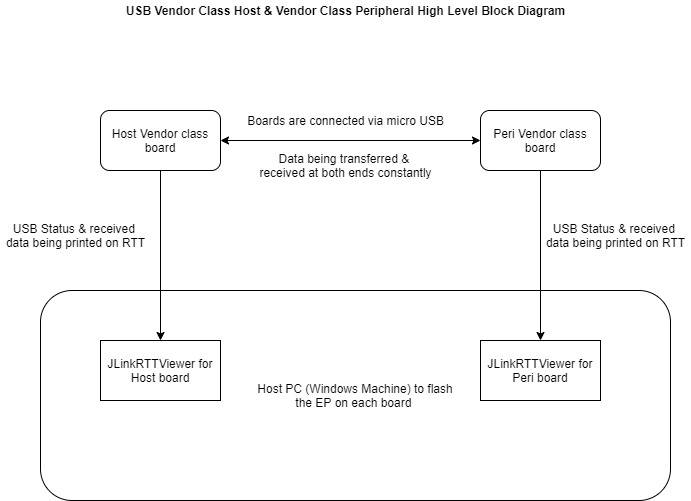 USB Vendor Class Host & Vendor Class Peripheral High Level Block Diagram
Host Vendor class
board
Boards are connected via micro USB
Data being transferred &
received at both ends constantly
Peri Vendor class
board
USB Status & received
data being printed on RTT
USB Status & received
data being printed on RTT
JLinkRTTViewer for
Host board
Host PC (Windows Machine) to flash
the EP on each board
JLinkRTTViewer for
Peri board